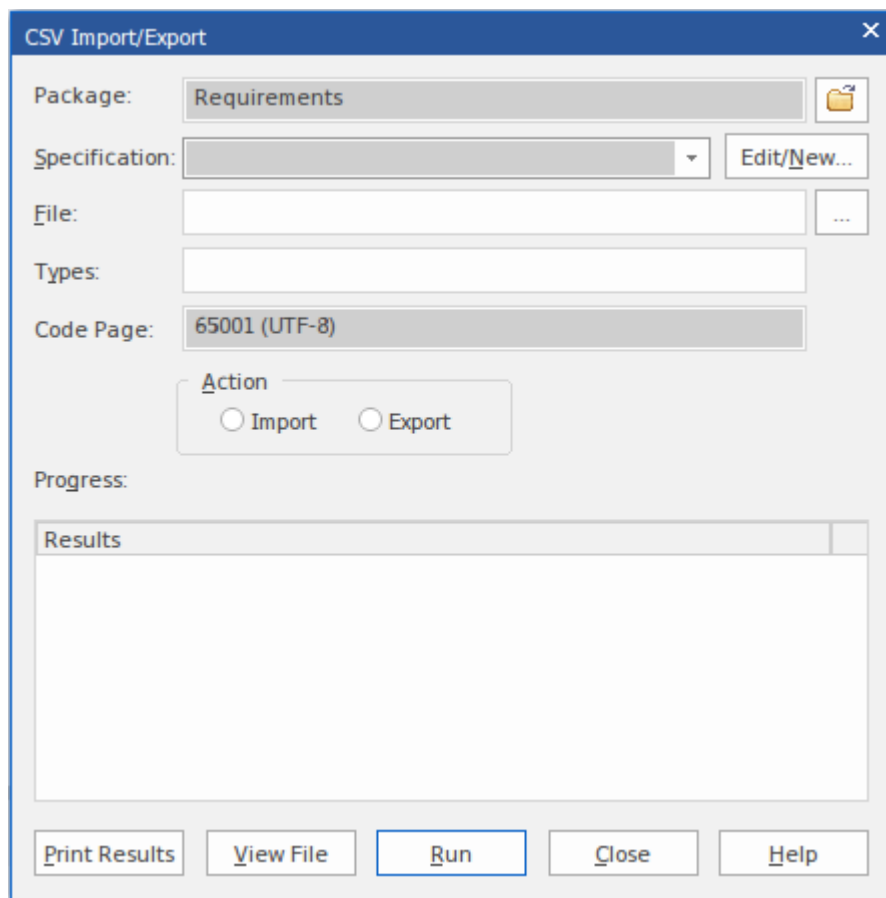 CSV Import/Export
Package: Requirements
Specification: Edit/New...
File: ...
Types:
Code Page: 65001 (UTF-8)
Action
Import Export
Progress:
Results
Print Results View File Run Close Help